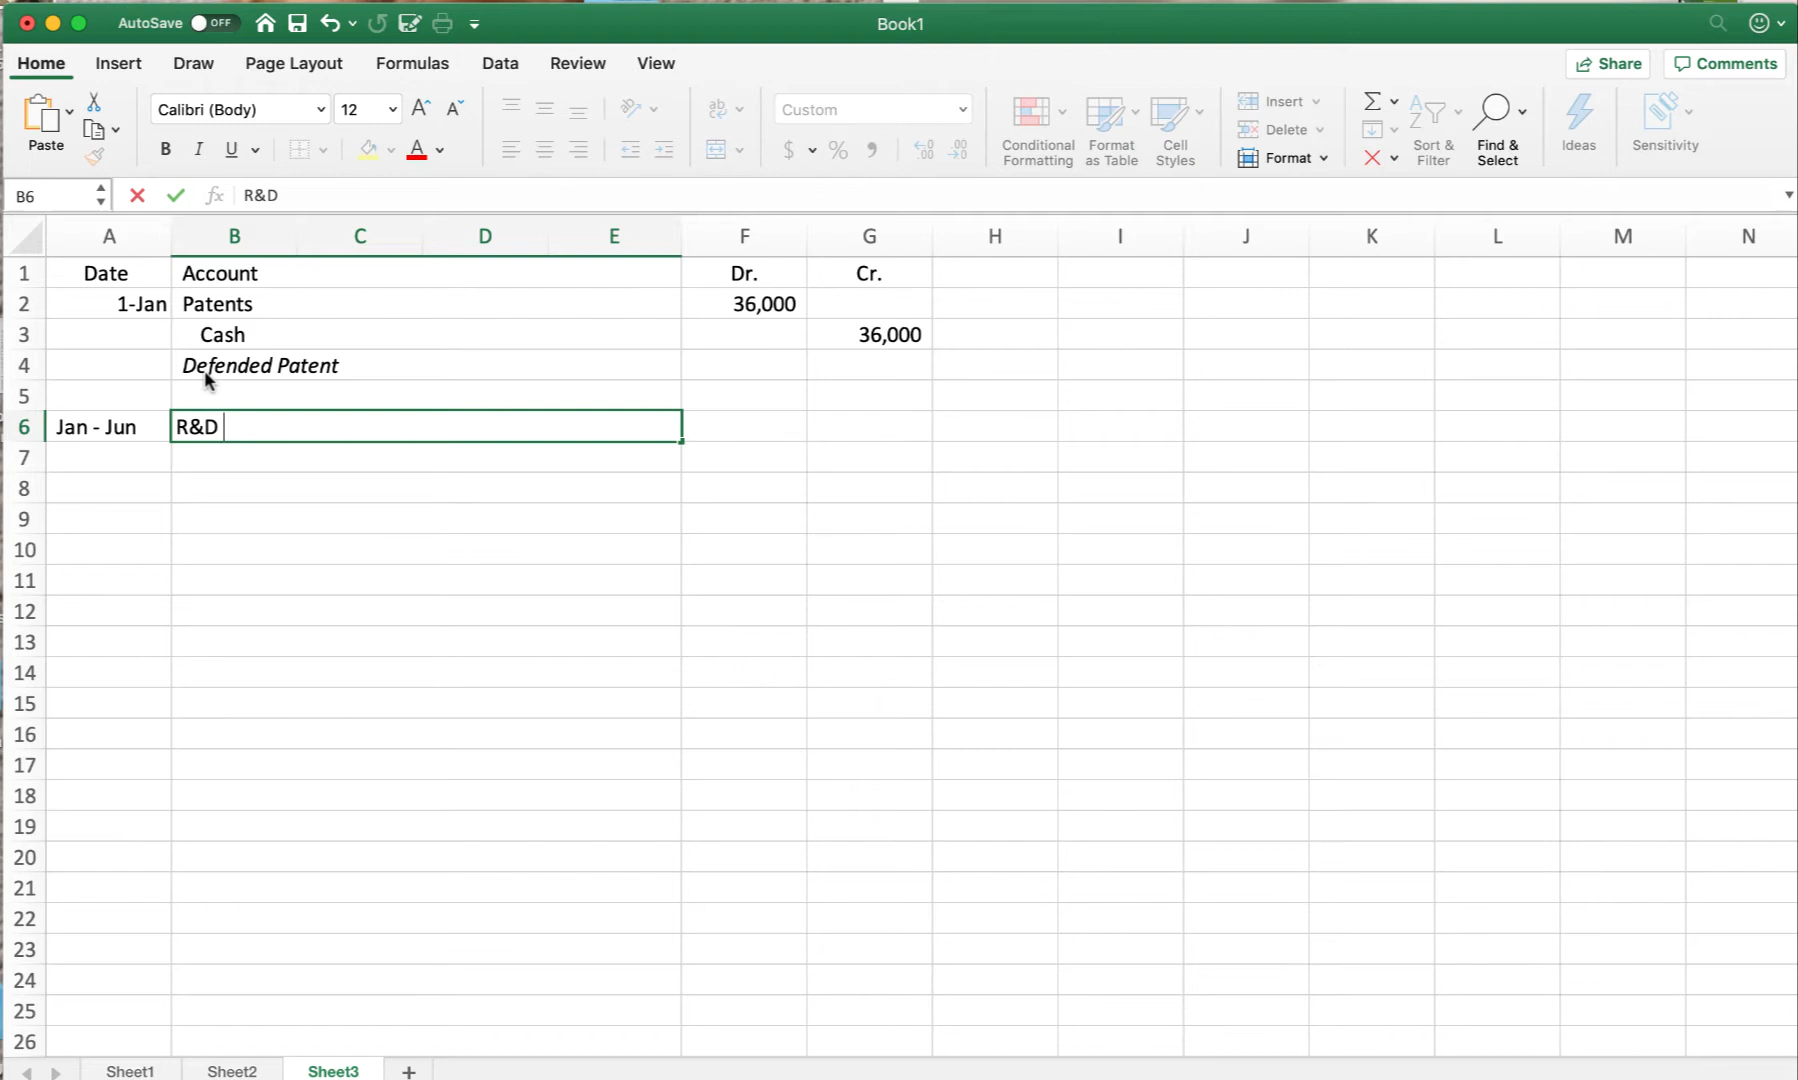 AutoSave OFF Book1
Home Insert Draw Page Layout Formulas Data Review View Share Comments
Paste Calibri (Body) 12 A A B I U A ab Custom $ % Conditional Formatting Format as Table Cell Styles Insert Delete Format Sort & Filter Find & Select Ideas Sensitivity
B6 fx R&D
A B C D E F G H I J K L M N
1 Date Account Dr. Cr.
2 1-Jan Patents 36,000
3 Cash 36,000
4 Defended Patent
5
6 Jan - Jun R&D
7
8
9
10
11
12
13
14
15
16
17
18
19
20
21
22
23
24
25
26
Sheet1 Sheet2 Sheet3 +